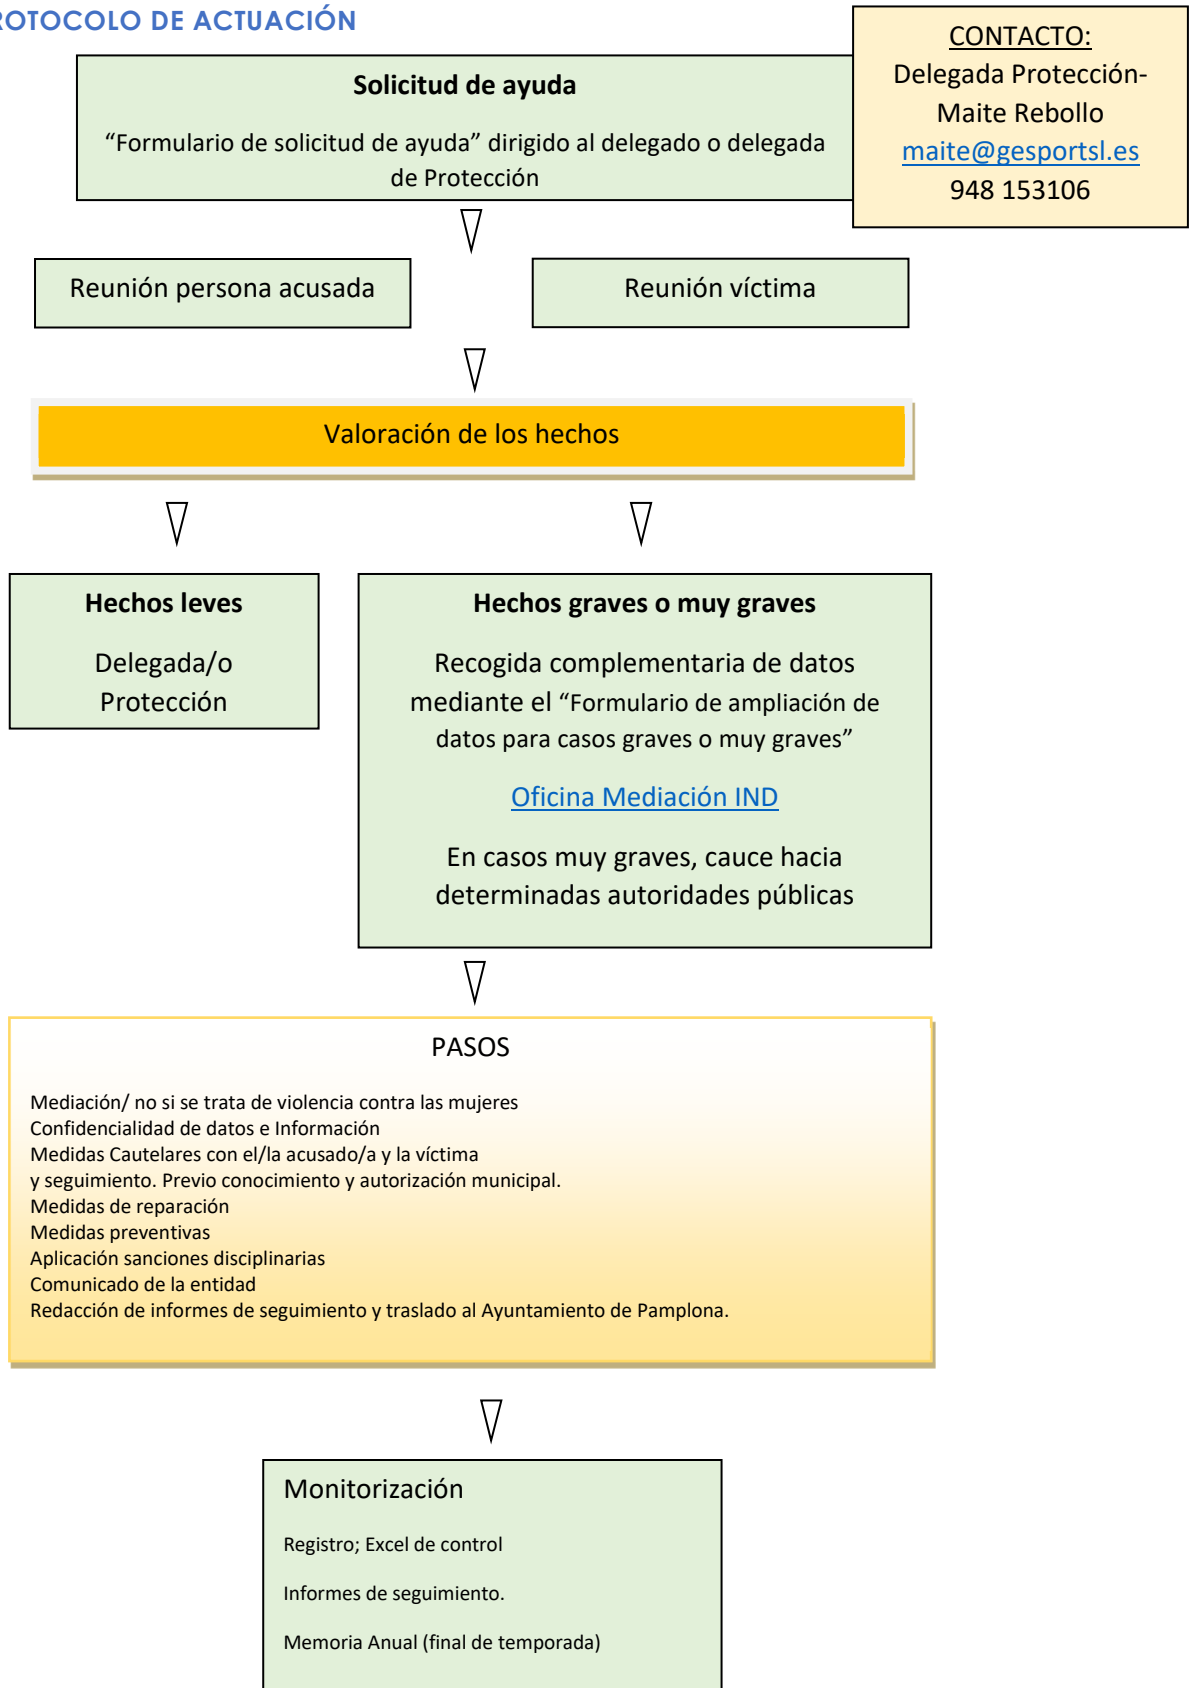 ROTOCOLO DE ACTUACIÓN
CONTACTO:
Delegada Protección-
Maite Rebollo
maite@gesportsl.es
948 153106
Solicitud de ayuda
“Formulario de solicitud de ayuda” dirigido al delegado o delegada
de Protección
Reunión persona acusada
Reunión víctima
Valoración de los hechos
Hechos leves
Delegada/o
Protección
Hechos graves o muy graves
Recogida complementaria de datos
mediante el “Formulario de ampliación de
datos para casos graves o muy graves”
Oficina Mediación IND
En casos muy graves, cauce hacia
determinadas autoridades públicas
PASOS
Mediación/ no si se trata de violencia contra las mujeres
Confidencialidad de datos e Información
Medidas Cautelares con el/la acusado/a y la víctima
y seguimiento. Previo conocimiento y autorización municipal.
Medidas de reparación
Medidas preventivas
Aplicación sanciones disciplinarias
Comunicado de la entidad
Redacción de informes de seguimiento y traslado al Ayuntamiento de Pamplona.
Monitorización
Registro; Excel de control
Informes de seguimiento.
Memoria Anual (final de temporada)